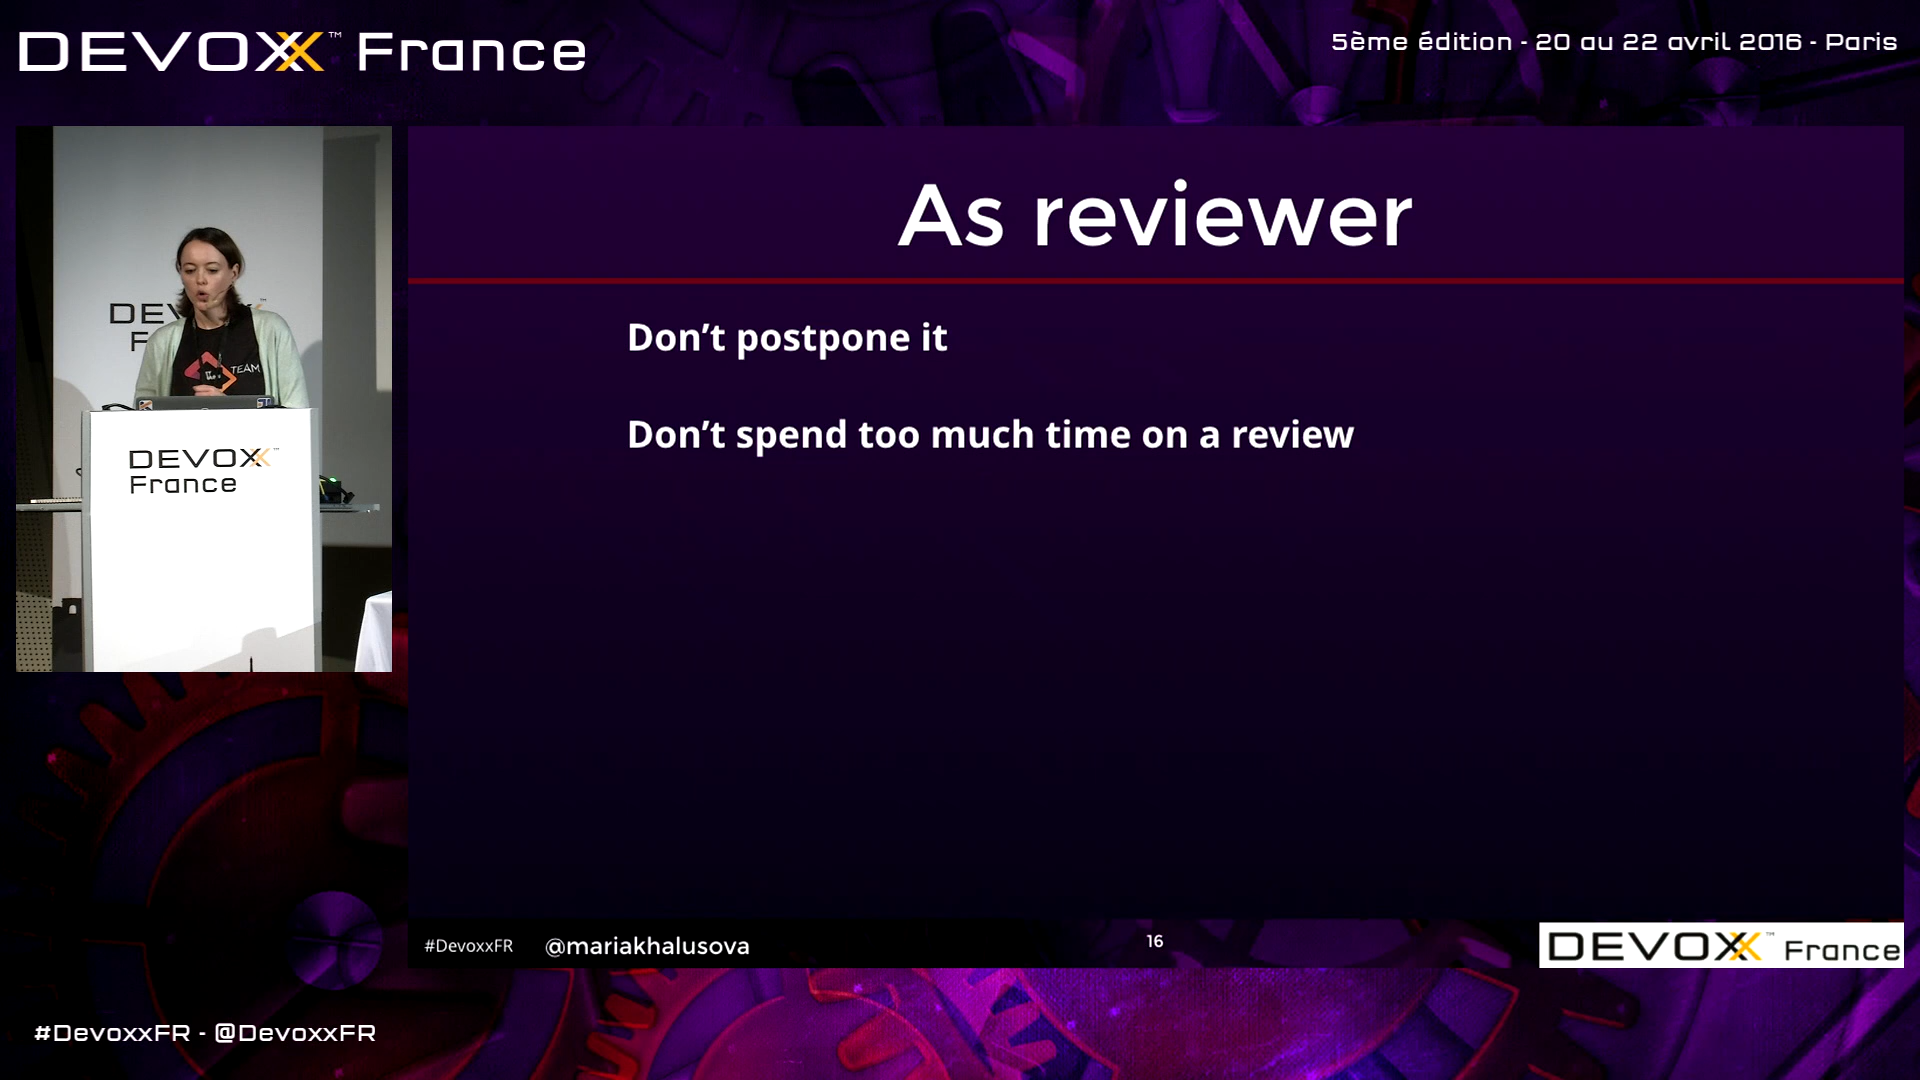 DEVOXX™ France
5ème édition - 20 au 22 avril 2016 - Paris
DEVOXX™
F
TEAM
DEVOXX™
France
As reviewer
Don’t postpone it
Don’t spend too much time on a review
#DevoxxFR
@mariakhalusova
16
DEVOXX™ France
#DevoxxFR - @DevoxxFR